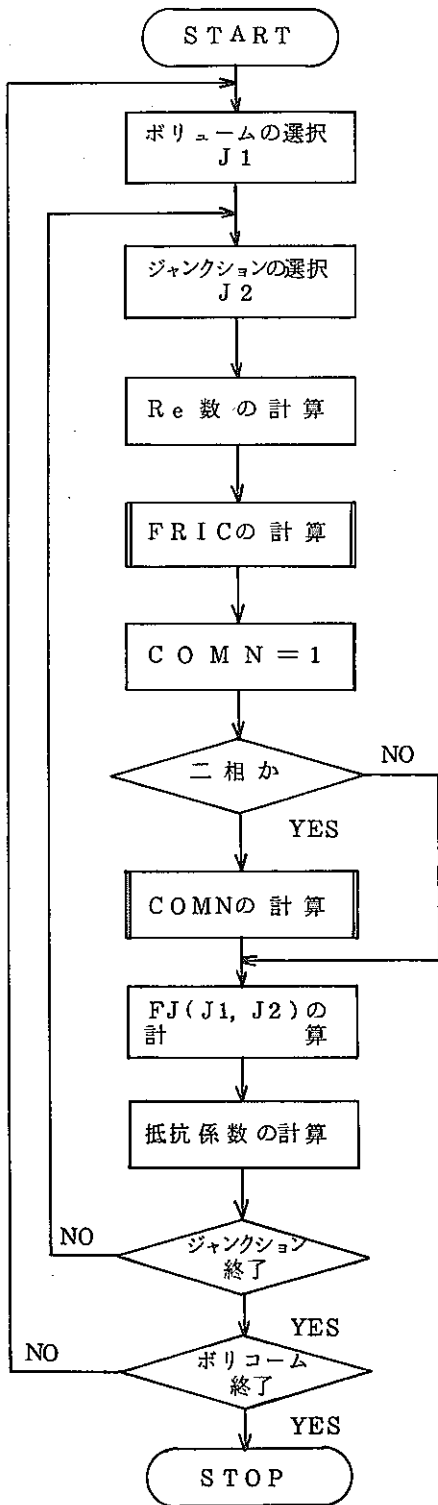 START
ボリュームの選択
J1
ジャンクションの選択
J2
Re数の計算
FRICの計算
COMN=1
二相か
NO
YES
COMNの計算
FJ(J1, J2)の
計算
抵抗係数の計算
NO
ジャンクション
終了
YES
NO
ボリコーム
終了
YES
STOP